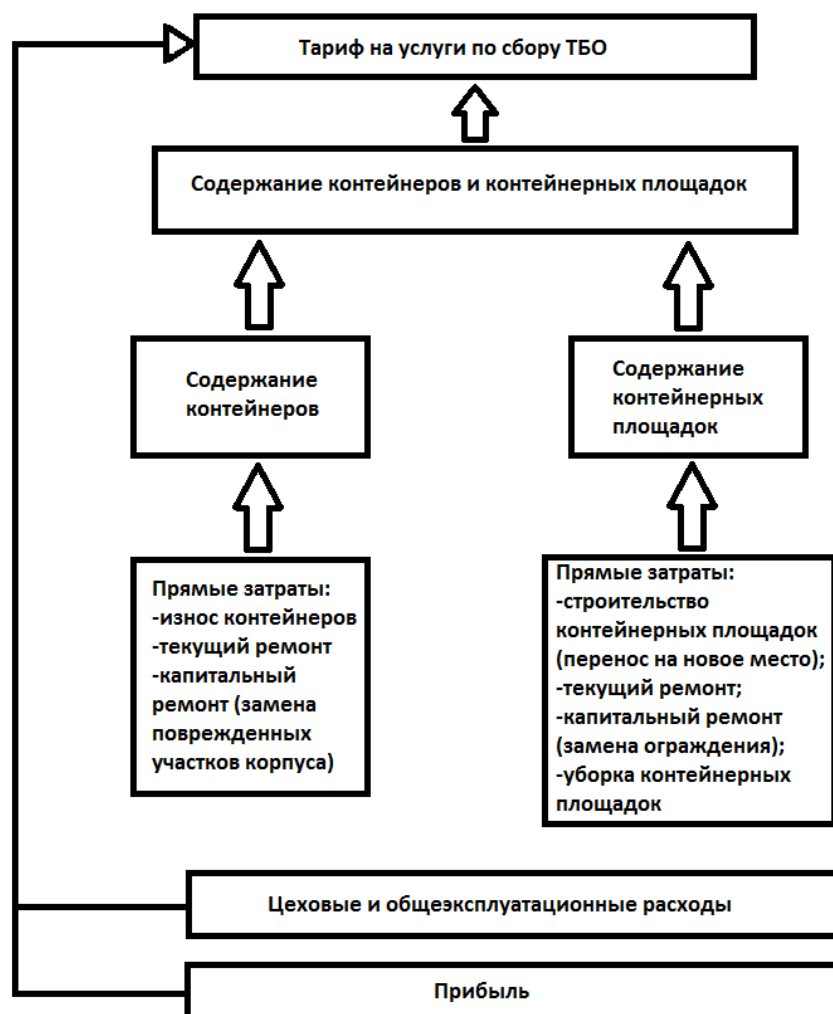 Тариф на услуги по сбору ТБО
Содержание контейнеров и контейнерных площадок
Содержание
контейнеров
Содержание
контейнерных
площадок
Прямые затраты:
-износ контейнеров
-текущий ремонт
-капитальный
ремонт (замена
поврежденных
участков корпуса)
Прямые затраты:
-строительство
контейнерных площадок
(перенос на новое место);
-текущий ремонт;
-капитальный ремонт
(замена ограждения);
-уборка контейнерных
площадок
Цеховые и общеэксплуатационные расходы
Прибыль